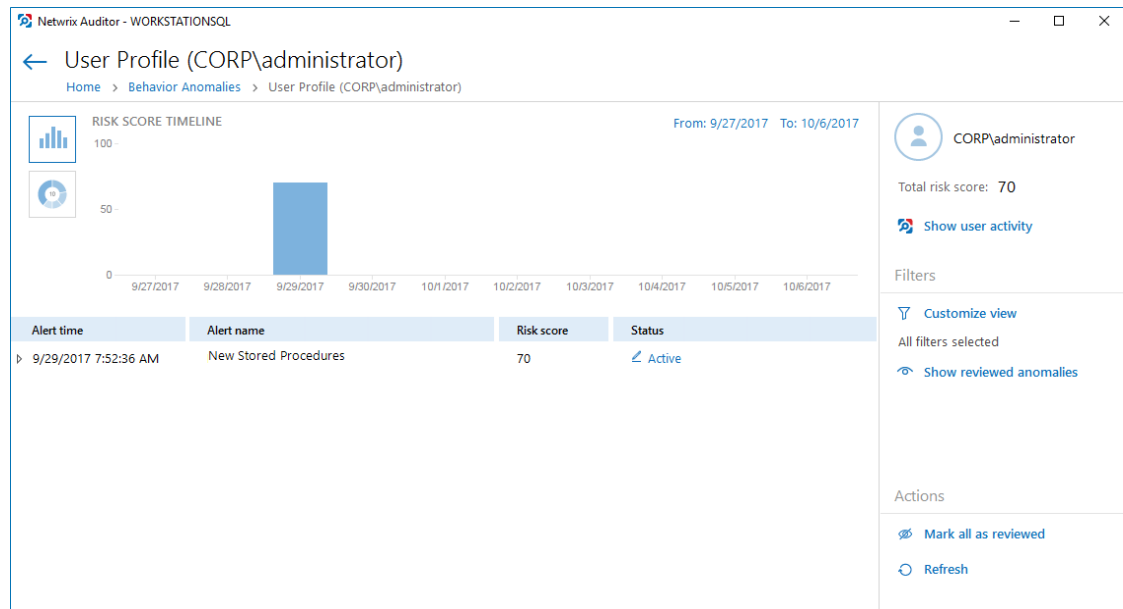 Netwrix Auditor - WORKSTATIONSQL
User Profile (CORP\administrator)
Home > Behavior Anomalies > User Profile (CORP\administrator)
RISK SCORE TIMELINE
From: 9/27/2017 To: 10/6/2017
100
50
0
9/27/2017 9/28/2017 9/29/2017 9/30/2017 10/1/2017 10/2/2017 10/3/2017 10/4/2017 10/5/2017 10/6/2017
10
Alert time Alert name Risk score Status
9/29/2017 7:52:36 AM New Stored Procedures 70 Active
CORP\administrator
Total risk score: 70
Show user activity
Filters
Customize view
All filters selected
Show reviewed anomalies
Actions
Mark all as reviewed
Refresh